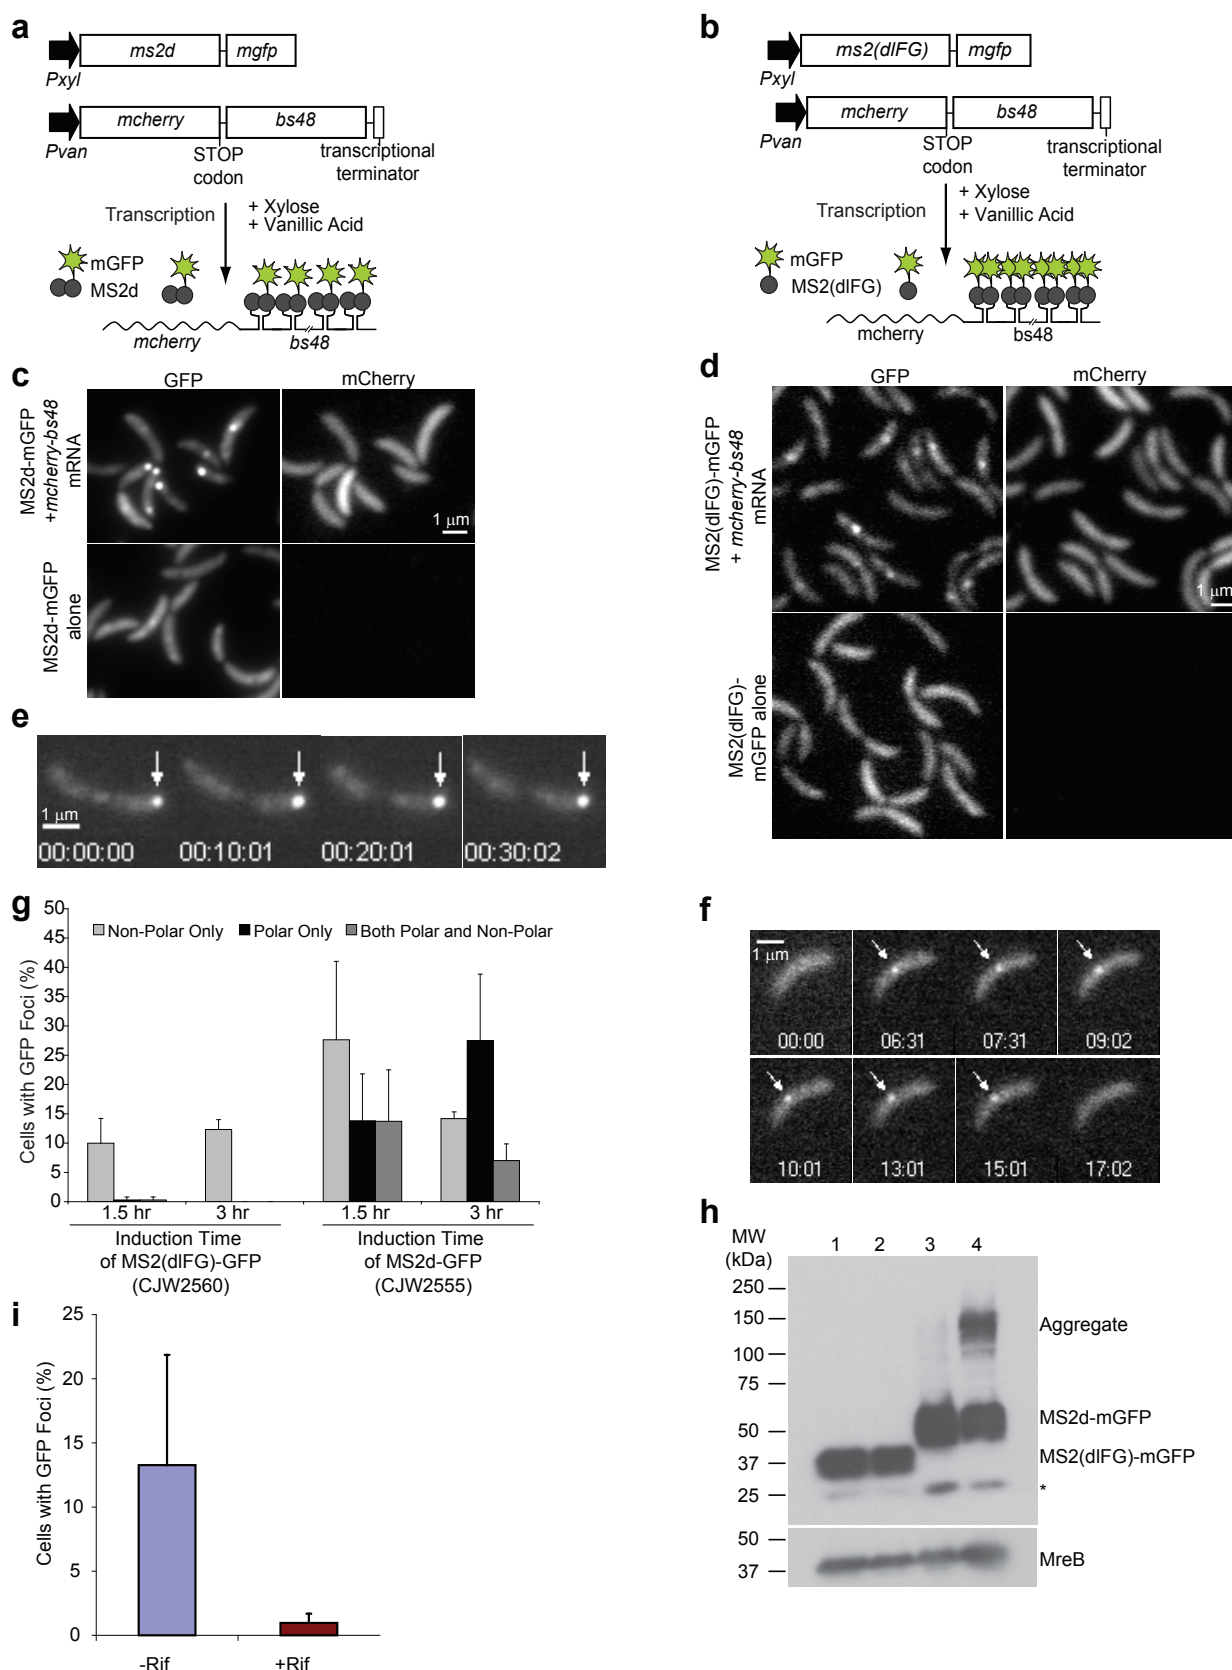 a
ms2d
mgfp
Pxyl
mcherry
bs48
Pvan
STOP
codon
transcriptional
terminator
Transcription
+ Xylose
+ Vanillic Acid
mGFP
MS2d
mcherry
bs48
b
ms2(dlFG)
mgfp
Pxyl
mcherry
bs48
Pvan
STOP
codon
transcriptional
terminator
Transcription
+ Xylose
+ Vanillic Acid
mGFP
MS2(dlFG)
mcherry
bs48
c
GFP
mCherry
MS2d-mGFP
+mcherry-bs48
mRNA
1 μm
MS2d-mGFP
alone
d
GFP
mCherry
MS2(dlFG)-mGFP
+ mcherry-bs48
mRNA
1 μm
MS2(dlFG)-
mGFP alone
e
1 μm
00:00:00
00:10:01
00:20:01
00:30:02
g
50
45
40
35
30
25
20
15
10
5
0
Cells with GFP Foci (%)
Non-Polar Only
Polar Only
Both Polar and Non-Polar
1.5 hr
3 hr
1.5 hr
3 hr
Induction Time
of MS2(dlFG)-GFP
(CJW2560)
Induction Time
of MS2d-GFP
(CJW2555)
f
1 μm
00:00
06:31
07:31
09:02
10:01
13:01
15:01
17:02
h
MW
(kDa)
1 2 3 4
250
150
100
75
50
37
25
50
37
Aggregate
MS2d-mGFP
MS2(dlFG)-mGFP
*
MreB
i
25
20
15
10
5
0
Cells with GFP Foci (%)
-Rif
+Rif